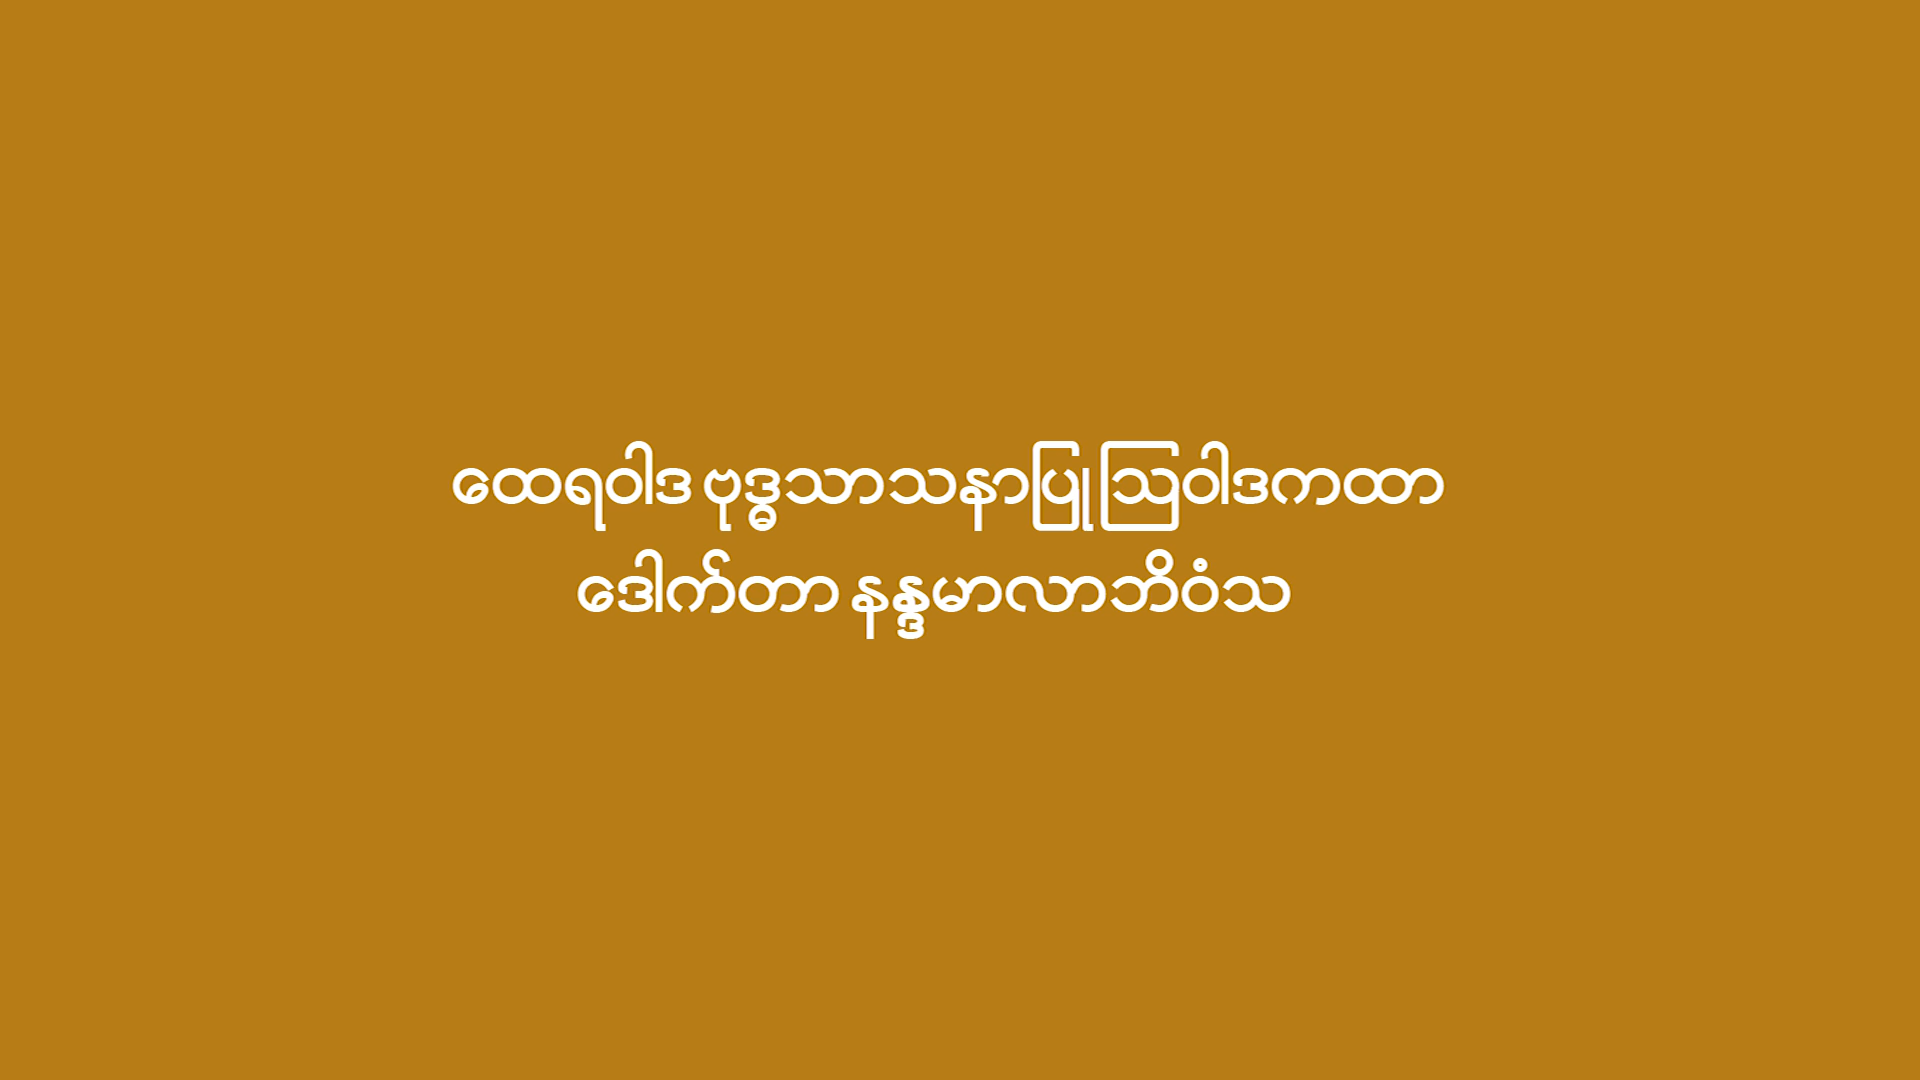 ထေရဝါဒ ဗုဒ္ဓသာသနာပြု ဩဝါဒကထာ
ဒေါက်တာ နန္ဒမာလာဘိဝံသ